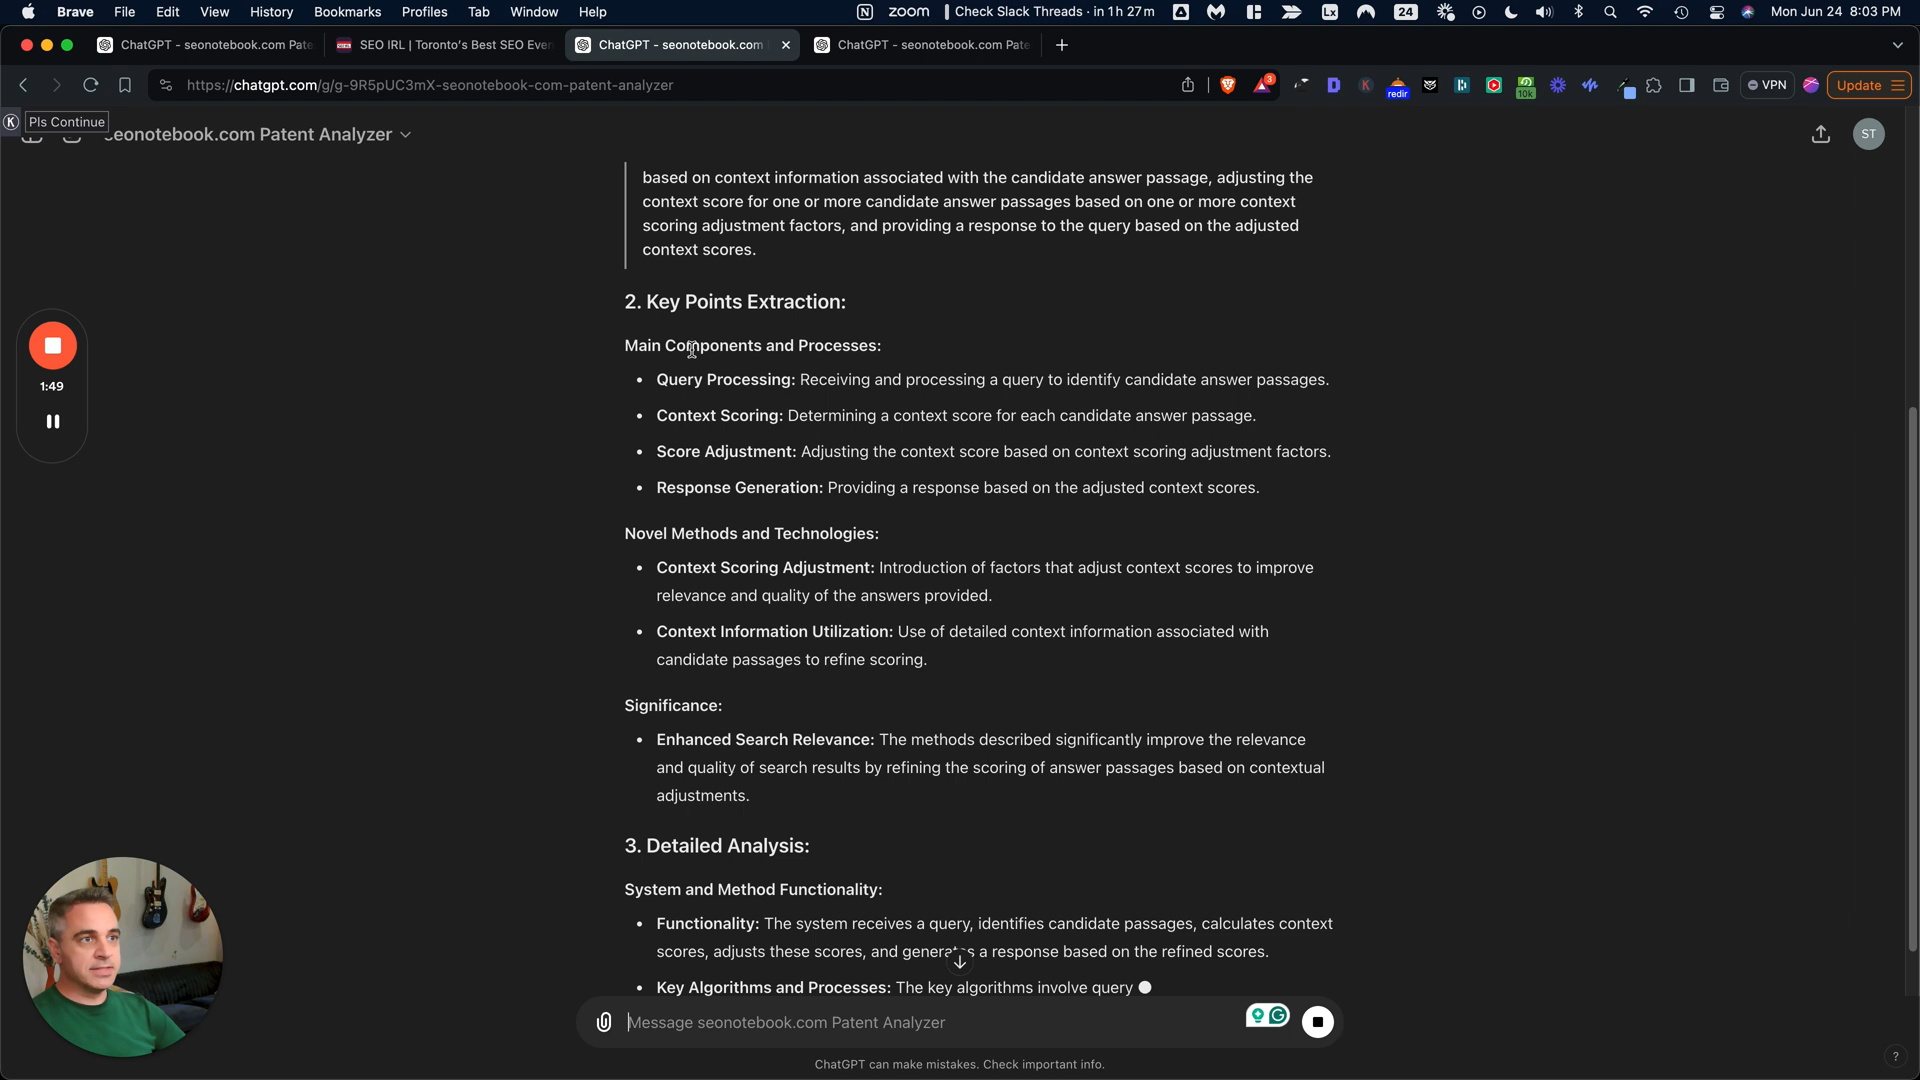 Brave File Edit View History Bookmarks Profiles Tab Window Help zoom Check Slack Threads · in 1 h 27 m Lx 24 Mon Jun 24 8:03 PM
ChatGPT - seonotebook.com Pate SEO IRL | Toronto's Best SEO Even ChatGPT - seonotebook.com ChatGPT - seonotebook.com Pate
https://chatgpt.com/g/g-9R5pUC3mX-seonotebook-com-patent-analyzer 3 D K redir 10k VPN Update
K Pls Continue
seonotebook.com Patent Analyzer ST
based on context information associated with the candidate answer passage, adjusting the
context score for one or more candidate answer passages based on one or more context
scoring adjustment factors, and providing a response to the query based on the adjusted
context scores.
2. Key Points Extraction:
Main Components and Processes:
• Query Processing: Receiving and processing a query to identify candidate answer passages.
1:49
• Context Scoring: Determining a context score for each candidate answer passage.
• Score Adjustment: Adjusting the context score based on context scoring adjustment factors.
• Response Generation: Providing a response based on the adjusted context scores.
Novel Methods and Technologies:
• Context Scoring Adjustment: Introduction of factors that adjust context scores to improve
relevance and quality of the answers provided.
• Context Information Utilization: Use of detailed context information associated with
candidate passages to refine scoring.
Significance:
• Enhanced Search Relevance: The methods described significantly improve the relevance
and quality of search results by refining the scoring of answer passages based on contextual
adjustments.
3. Detailed Analysis:
System and Method Functionality:
• Functionality: The system receives a query, identifies candidate passages, calculates context
scores, adjusts these scores, and generates a response based on the refined scores.
• Key Algorithms and Processes: The key algorithms involve query
Message seonotebook.com Patent Analyzer
ChatGPT can make mistakes. Check important info.
?